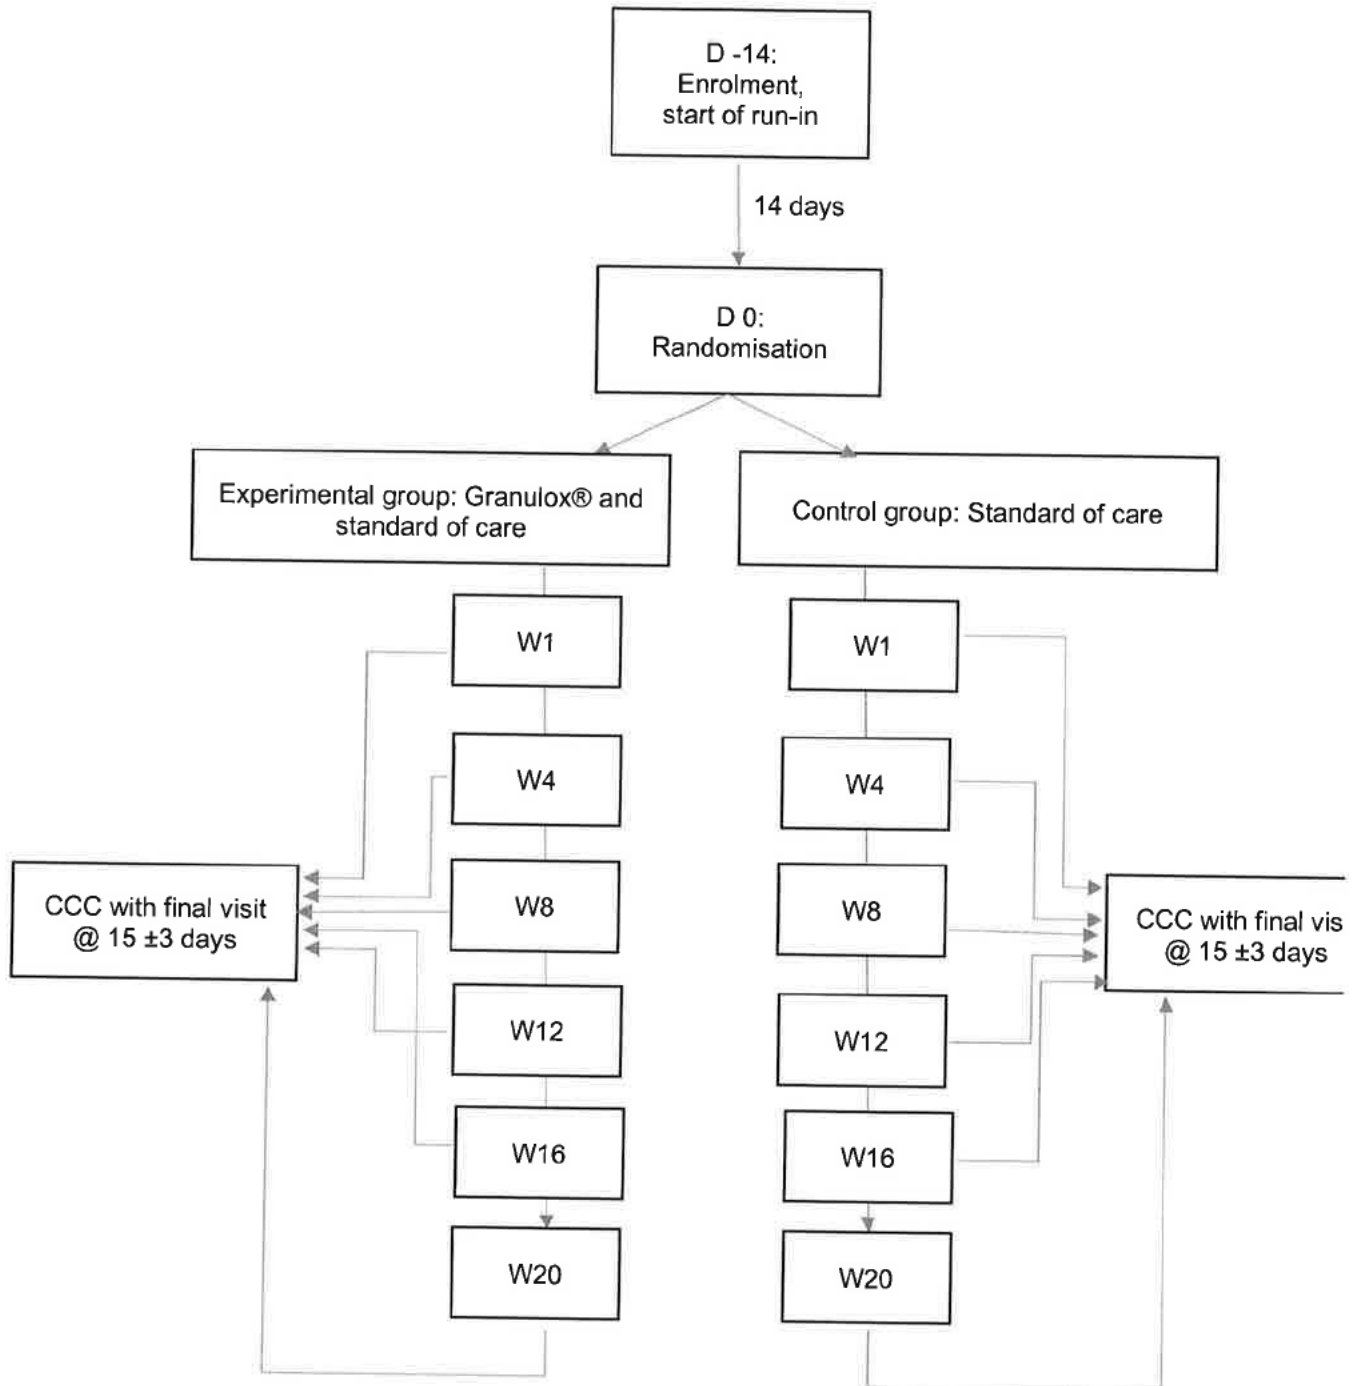 D -14:
Enrolment,
start of run-in
14 days
D 0:
Randomisation
Experimental group: Granulox® and
standard of care
Control group: Standard of care
W1
W4
W8
W12
W16
W20
W1
W4
W8
W12
W16
W20
CCC with final visit
@ 15 ±3 days
CCC with final vis
@ 15 ±3 days